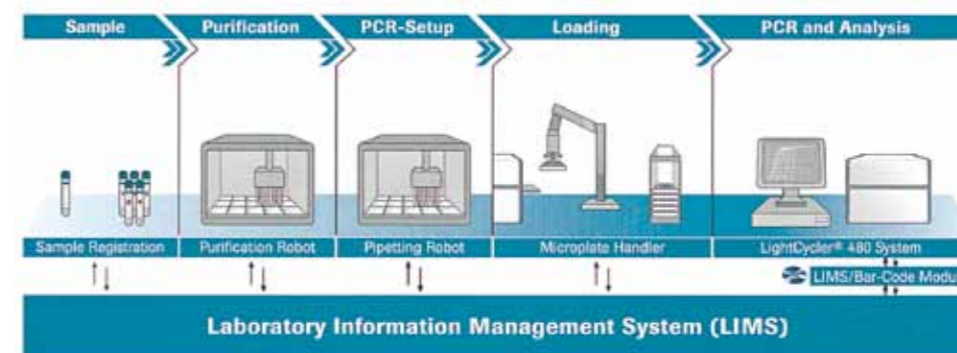 Sample
Purification
PCR-Setup
Loading
PCR and Analysis
Sample Registration
Purification Robot
Pipetting Robot
Microplate Handler
LightCycler® 480 System
LIMS/Bar-Code Modu
Laboratory Information Management System (LIMS)